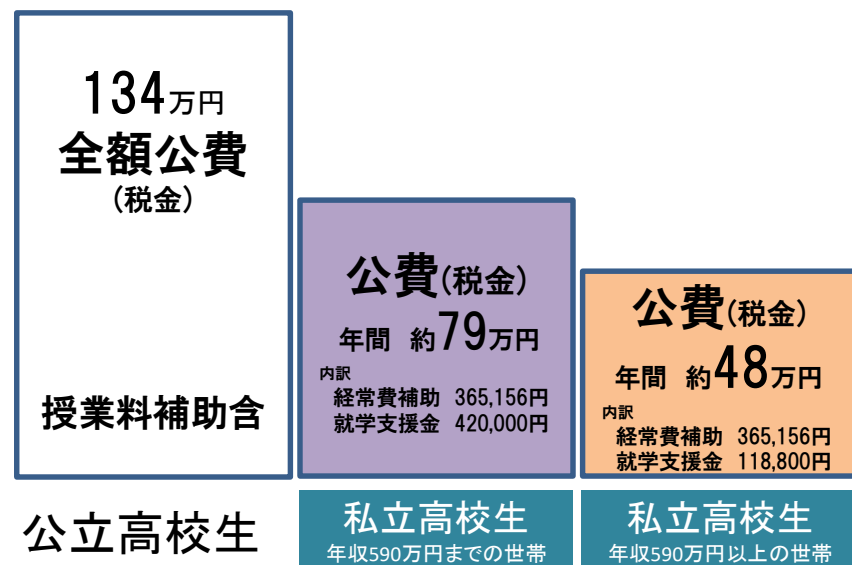 134万円
全額公費
(税金)
授業料補助含
公立高校生
公費(税金)
年間 約79万円
内訳
経常費補助 365,156円
就学支援金 420,000円
私立高校生
年収590万円までの世帯
公費(税金)
年間 約48万円
内訳
経常費補助 365,156円
就学支援金 118,800円
私立高校生
年収590万円以上の世帯